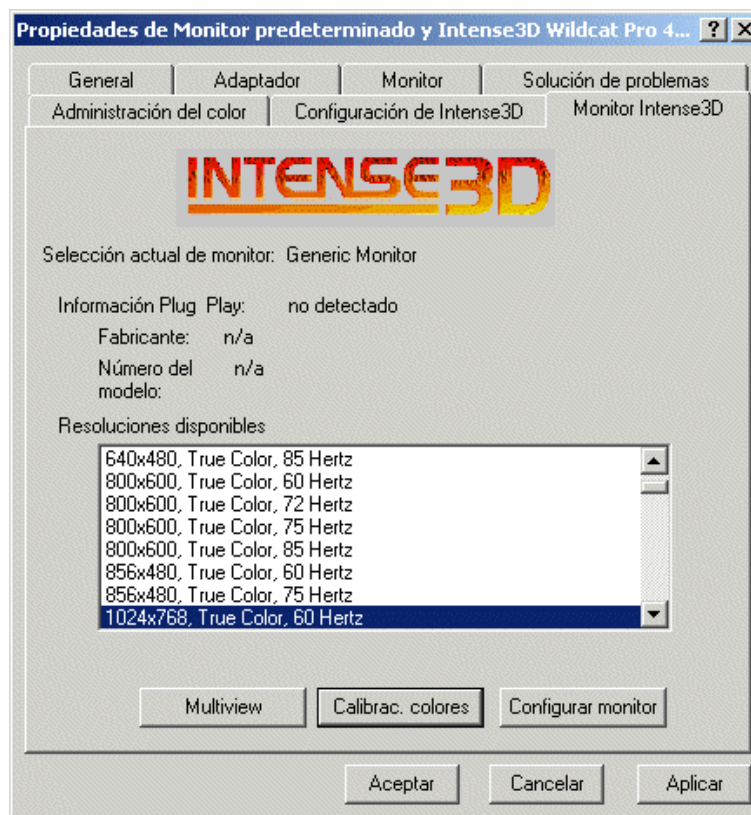 Propiedades de Monitor predeterminado y Intense3D Wildcat Pro 4...
General Adaptador Monitor Solución de problemas
Administración del color Configuración de Intense3D Monitor Intense3D
INTENSE3D
Selección actual de monitor: Generic Monitor
Información Plug Play: no detectado
Fabricante: n/a
Número del modelo: n/a
Resoluciones disponibles
640x480, True Color, 85 Hertz
800x600, True Color, 60 Hertz
800x600, True Color, 72 Hertz
800x600, True Color, 75 Hertz
800x600, True Color, 85 Hertz
856x480, True Color, 60 Hertz
856x480, True Color, 75 Hertz
1024x768, True Color, 60 Hertz
Multiview Calibrac. colores Configurar monitor
Aceptar Cancelar Aplicar